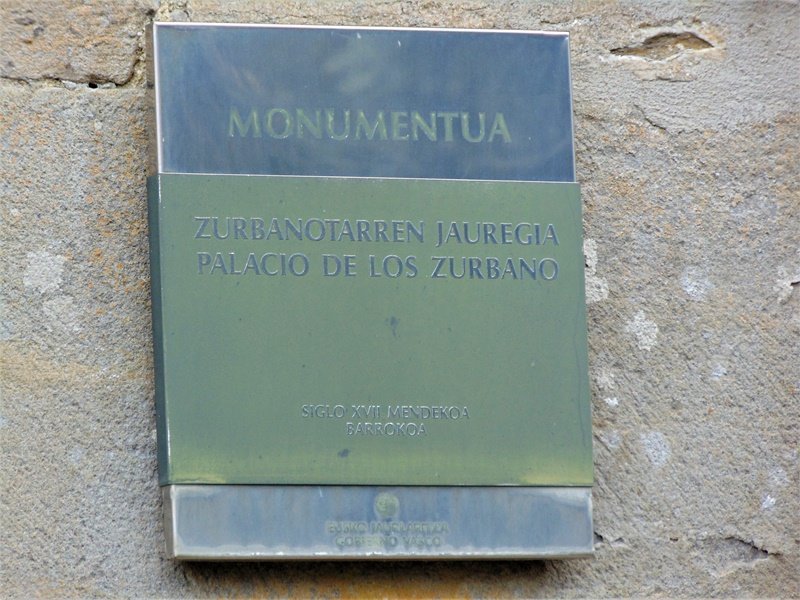 MONUMENTUA
ZURBANOTARREN JAUREGIA
PALACIO DE LOS ZURBANO
SIGLO XVII MENDEKOA
BARROKOA
EUSKO JAURLARITZA
GOBIERNO VASCO